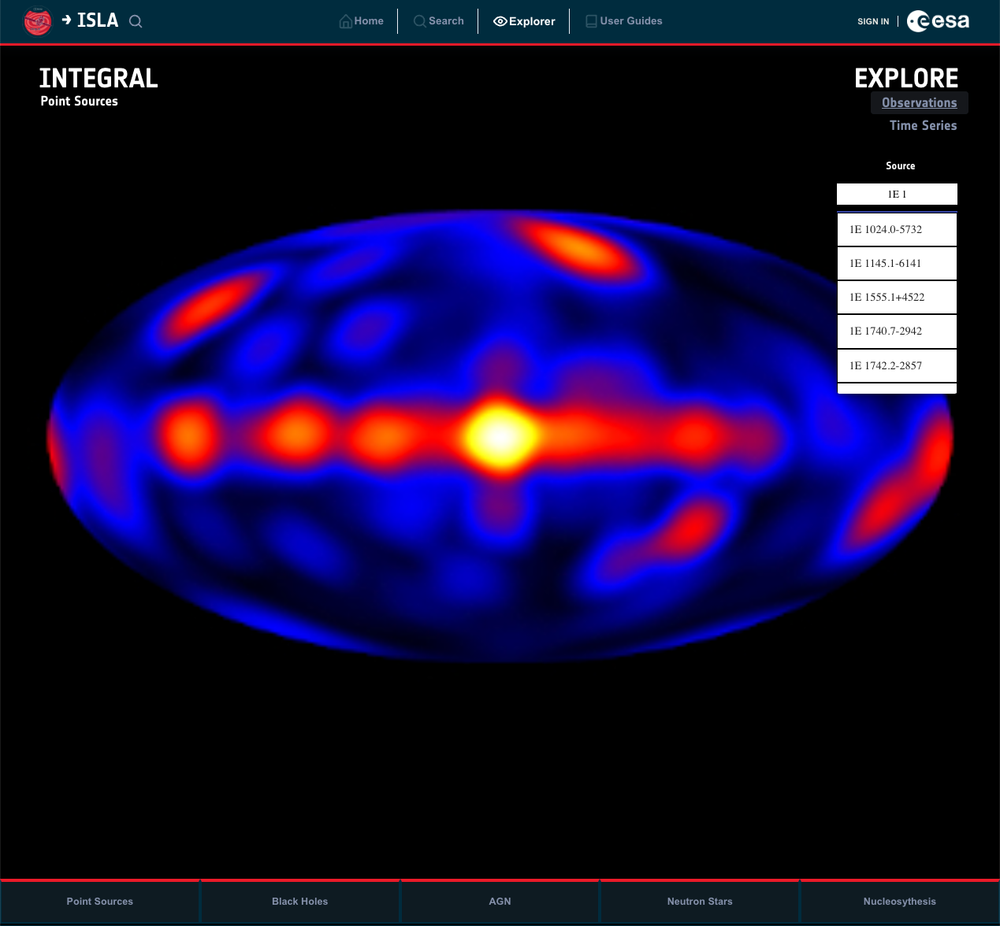 ISLA
Home
Search
Explorer
User Guides
SIGN IN
esa
INTEGRAL
Point Sources
EXPLORE
Observations
Time Series
Source
1E 1
1E 1024.0-5732
1E 1145.1-6141
1E 1555.1+4522
1E 1740.7-2942
1E 1742.2-2857
Point Sources
Black Holes
AGN
Neutron Stars
Nucleosythesis